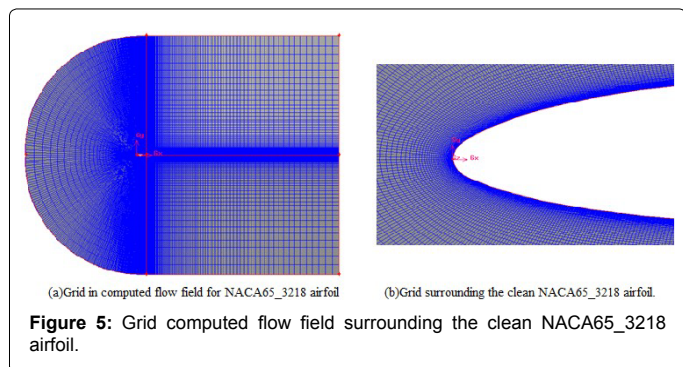 (a)Grid in computed flow field for NACA65_3218 airfoil
(b)Grid surrounding the clean NACA65_3218 airfoil.
Figure 5: Grid computed flow field surrounding the clean NACA65_3218
airfoil.